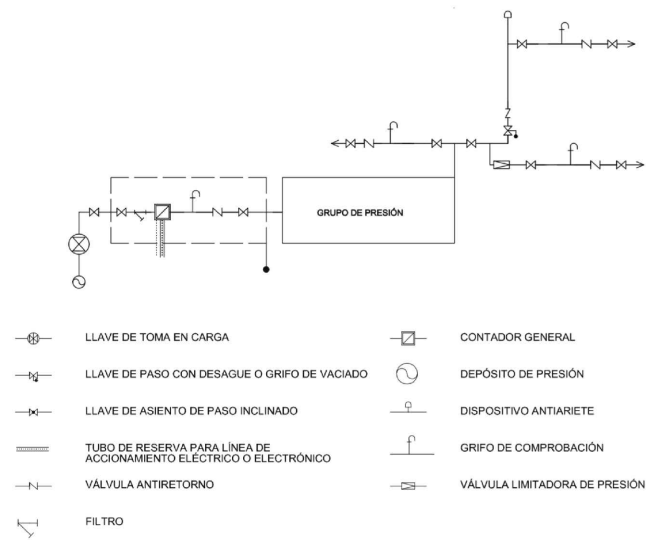 GRUPO DE PRESIÓN
LLAVE DE TOMA EN CARGA
LLAVE DE PASO CON DESAGUE O GRIFO DE VACIADO
LLAVE DE ASIENTO DE PASO INCLINADO
TUBO DE RESERVA PARA LÍNEA DE
ACCIONAMIENTO ELÉCTRICO O ELECTRÓNICO
VÁLVULA ANTIRETORNO
FILTRO
CONTADOR GENERAL
DEPÓSITO DE PRESIÓN
DISPOSITIVO ANTIARIETE
GRIFO DE COMPROBACIÓN
VÁLVULA LIMITADORA DE PRESIÓN